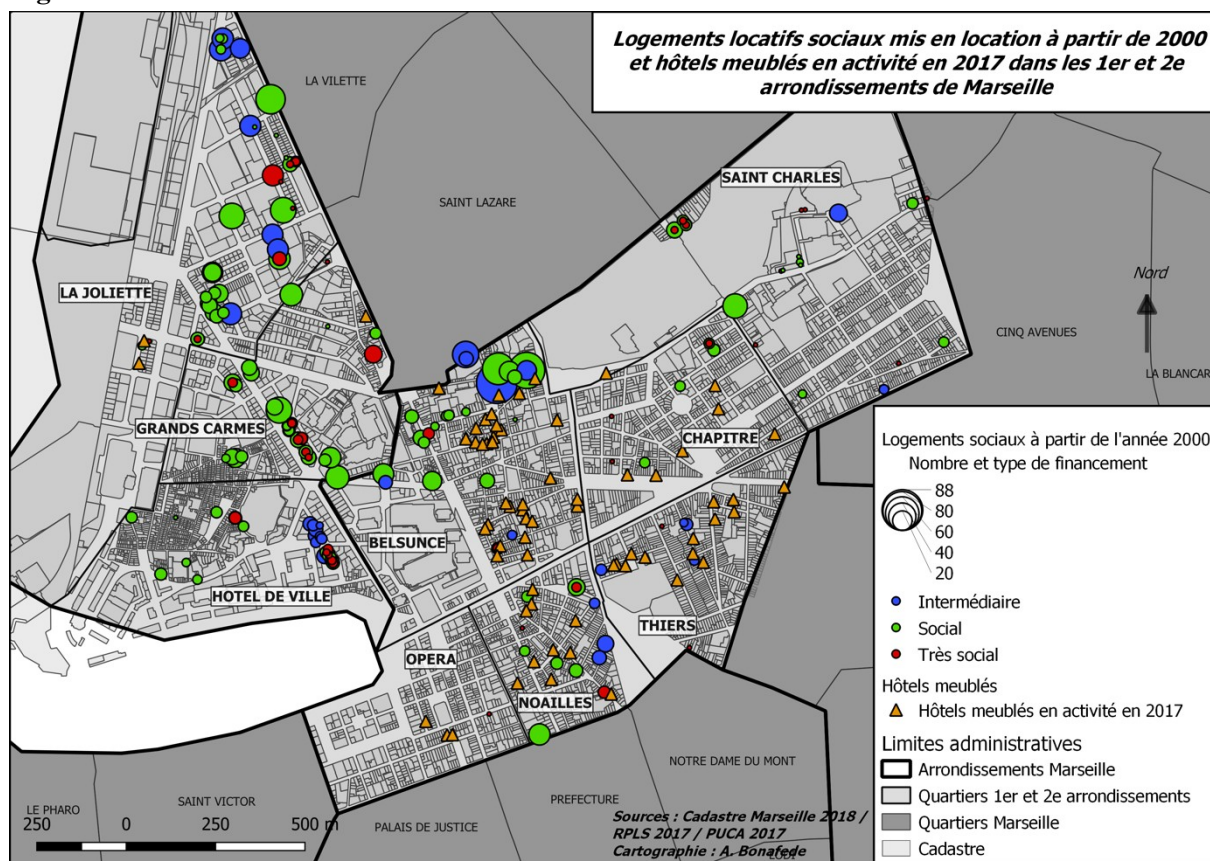 Logements locatifs sociaux mis en location à partir de 2000
et hôtels meublés en activité en 2017 dans les 1er et 2e
arrondissements de Marseille
LA VILETTE
SAINT LAZARE
SAINT CHARLES
LA JOLIETTE
Nord
CINQ AVENUES
LA BLANCAR
GRANDS CARMES
CHAPITRE
BELSUNCE
HOTEL DE VILLE
THIERS
OPERA
NOAILLES
NOTRE DAME DU MONT
LE PHARO
SAINT VICTOR
PREFECTURE
PALAIS DE JUSTICE
LODI
250 0 250 500 m
Sources : Cadastre Marseille 2018 /
RPLS 2017 / PUCA 2017
Cartographie : A. Bonafede
Logements sociaux à partir de l'année 2000
Nombre et type de financement
88
80
60
40
20
Intermédiaire
Social
Très social
Hôtels meublés
Hôtels meublés en activité en 2017
Limites administratives
Arrondissements Marseille
Quartiers 1er et 2e arrondissements
Quartiers Marseille
Cadastre